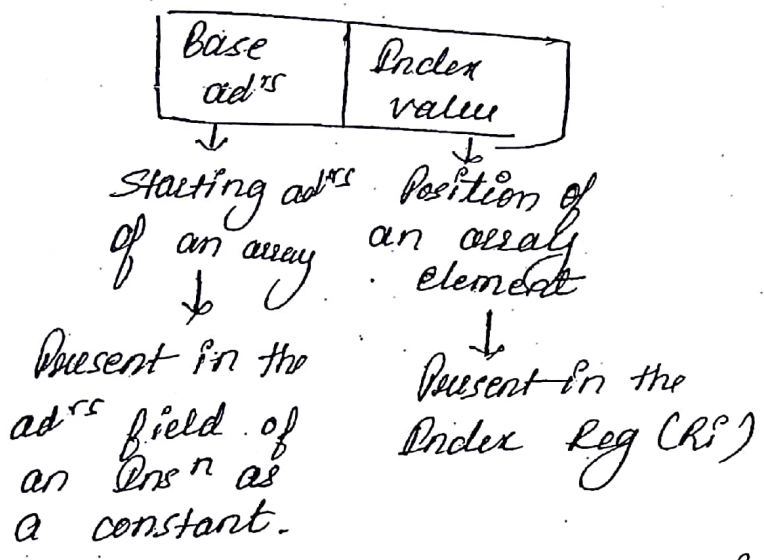 Base
adrs
Index
value
Starting adrs
of an array
Position of
an array
element
Present in the
adrs field of
an Insn as
a constant.
Present in the
Index Reg (Ri)